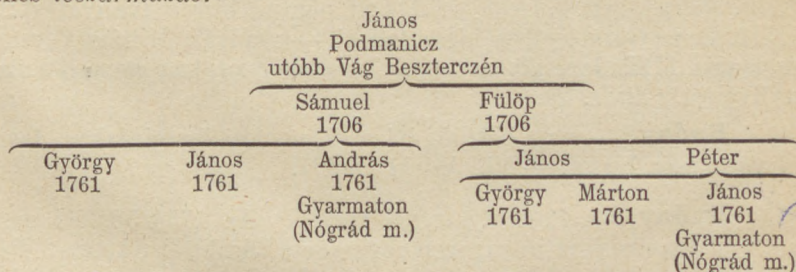 János
Podmanicz
utóbb Vág Beszterczén
Sámuel Fülöp
1706 1706
György János András János Péter
1761 1761 1761 György Márton János
Gyarmaton 1761 1761 1761
(Nógrád m.) Gyarmaton
(Nógrád m.)